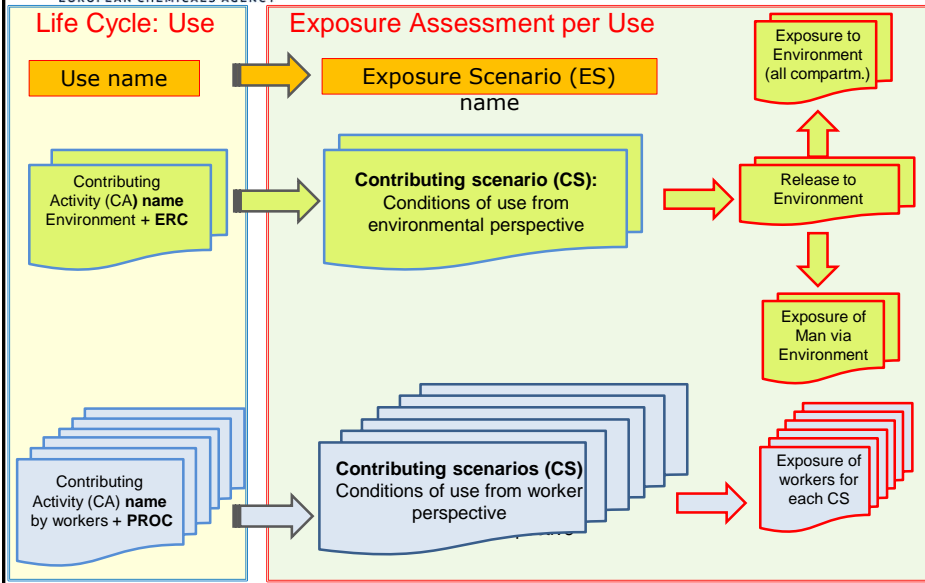 EUROPEAN CHEMICALS AGENCY
Life Cycle: Use
Exposure Assessment per Use
Use name
Exposure Scenario (ES)
name
Exposure to
Environment
(all compartm.)
Contributing
Activity (CA) name
Environment + ERC
Contributing scenario (CS):
Conditions of use from
environmental perspective
Release to
Environment
Exposure of
Man via
Environment
Contributing
Activity (CA) name
by workers + PROC
Contributing scenarios (CS)
Conditions of use from worker
perspective
Exposure of
workers for
each CS